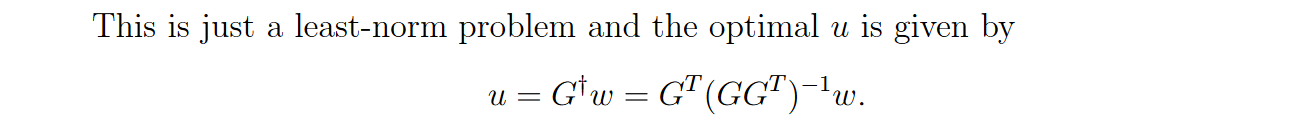 This is just a least-norm problem and the optimal u is given by
u = G†w = Gᵀ(GGᵀ)⁻¹w.